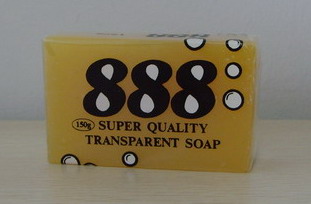 888
150g SUPER QUALITY
TRANSPARENT SOAP